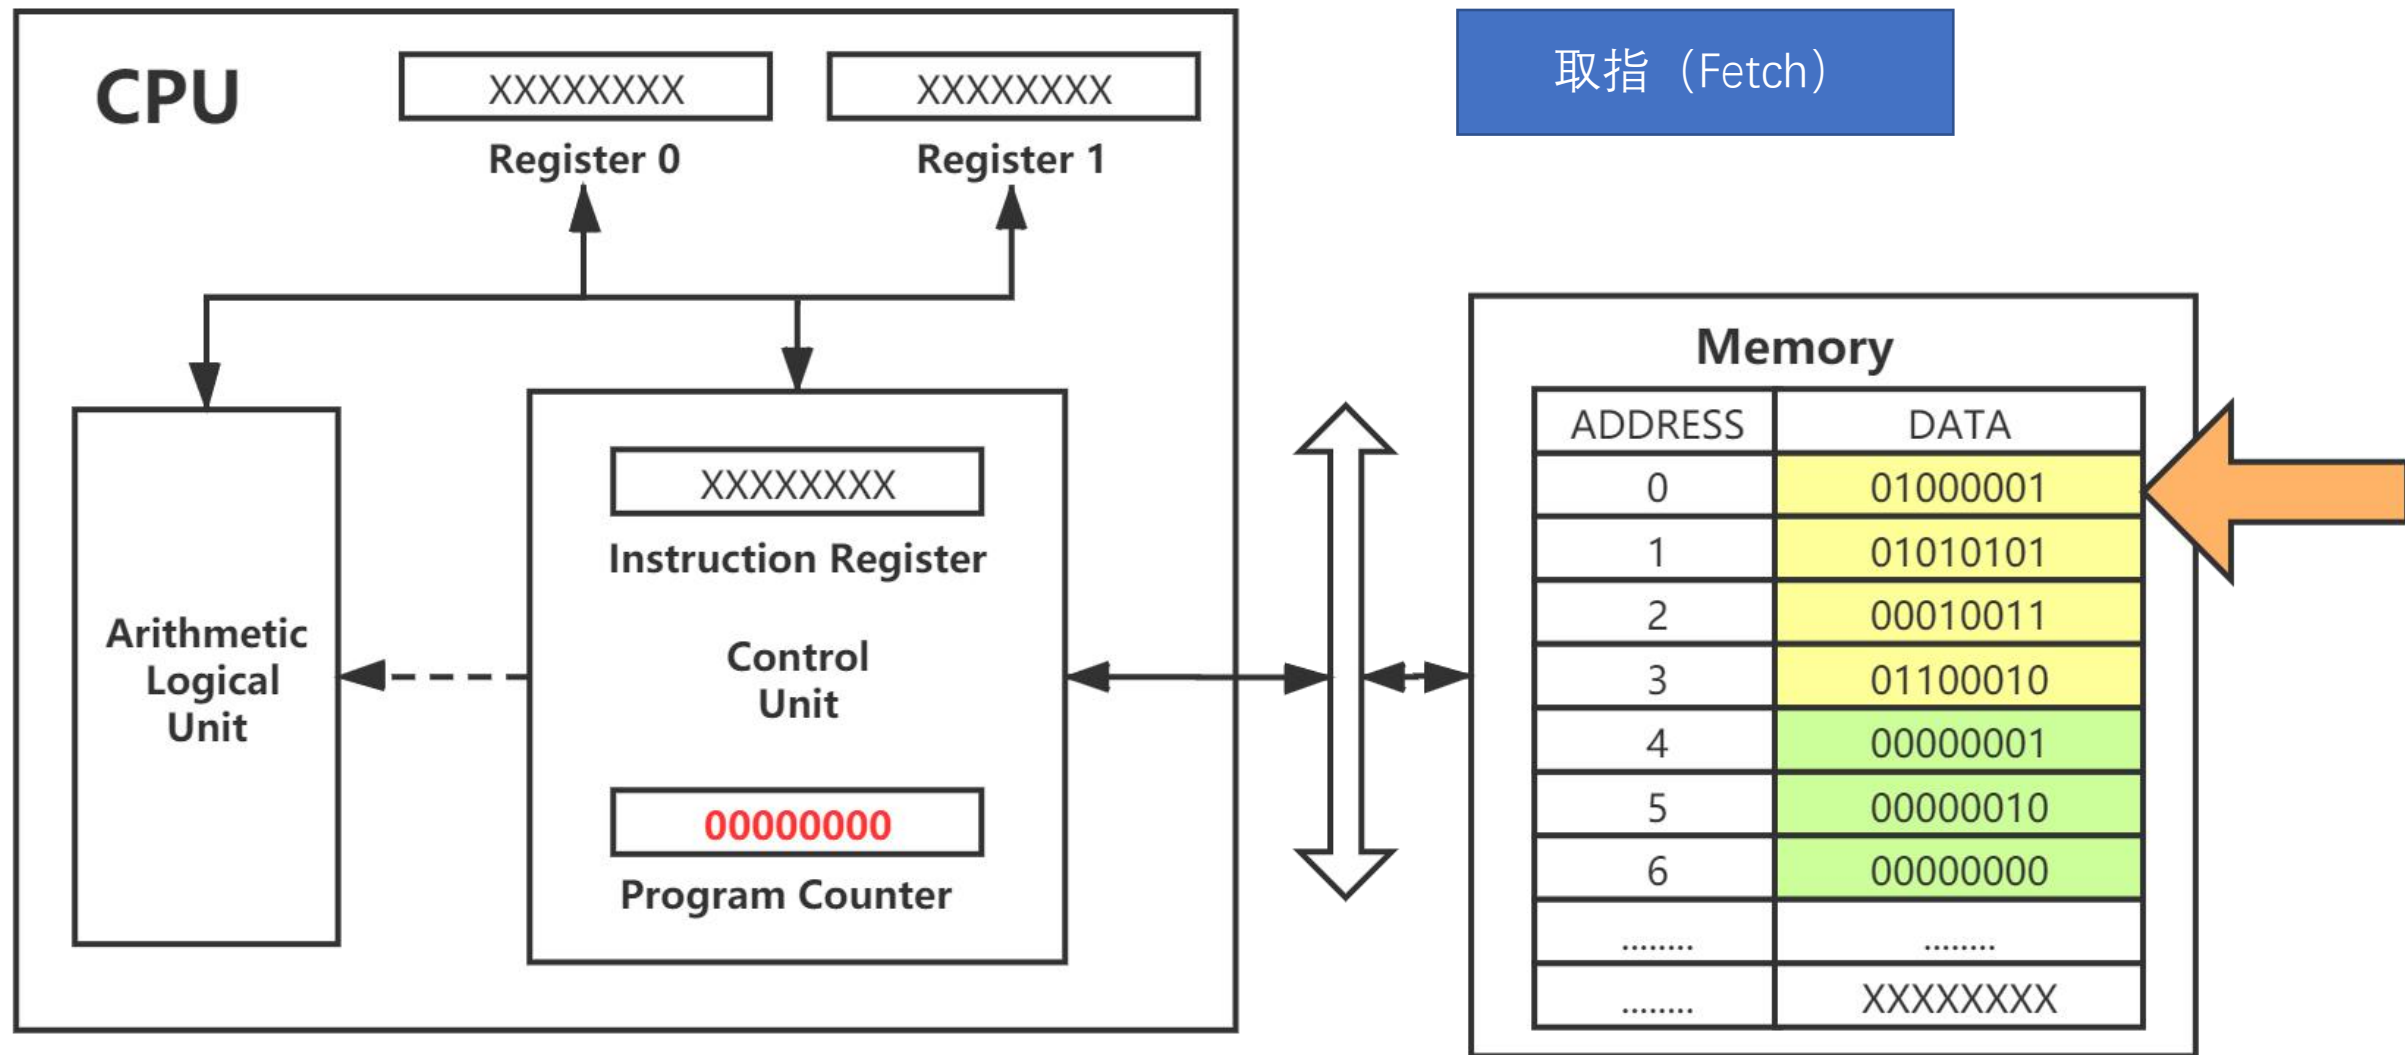 CPU
XXXXXXXX
Register 0
XXXXXXXX
Register 1
取指（Fetch）
XXXXXXXX
Instruction Register
Control
Unit
00000000
Program Counter
Arithmetic
Logical
Unit
Memory
ADDRESS DATA
0 01000001
1 01010101
2 00010011
3 01100010
4 00000001
5 00000010
6 00000000
........ ........
........ XXXXXXXX